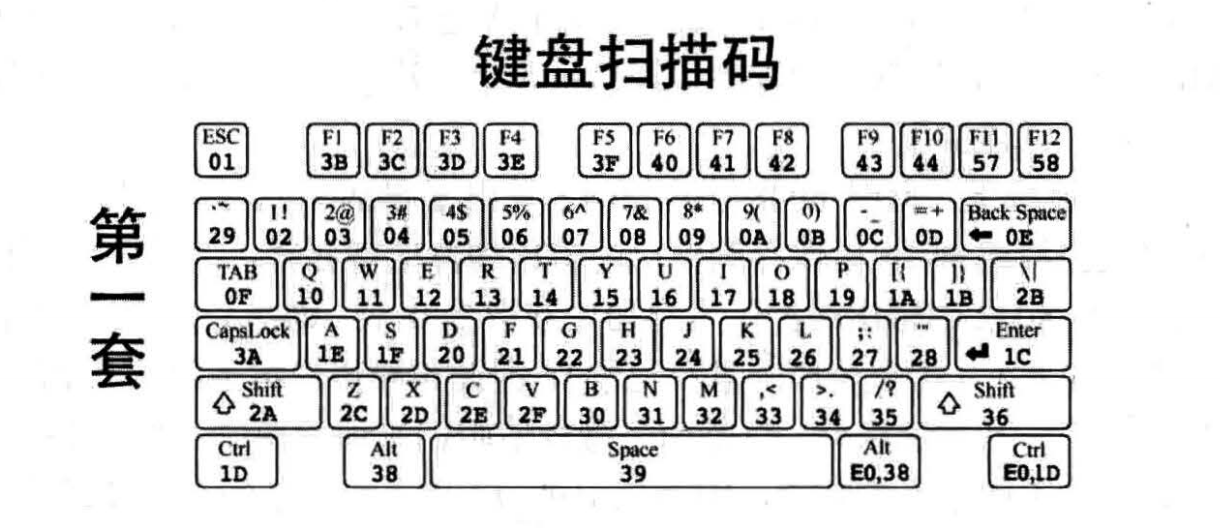 键盘扫描码
ESC F1 F2 F3 F4 F5 F6 F7 F8 F9 F10 F11 F12
01 3B 3C 3D 3E 3F 40 41 42 43 44 57 58
第一套
·~ 1! 2@ 3# 4$ 5% 6^ 7& 8* 9( 0) -_ =+ Back Space
29 02 03 04 05 06 07 08 09 0A 0B 0C 0D ← 0E
TAB Q W E R T Y U I O P [{ ]} \|
0F 10 11 12 13 14 15 16 17 18 19 1A 1B 2B
CapsLock A S D F G H J K L ;: '" Enter
3A 1E 1F 20 21 22 23 24 25 26 27 28 1C
Shift Z X C V B N M ,< >. /? Shift
2A 2C 2D 2E 2F 30 31 32 33 34 35 36
Ctrl Alt Space Alt Ctrl
1D 38 39 E0,38 E0,1D